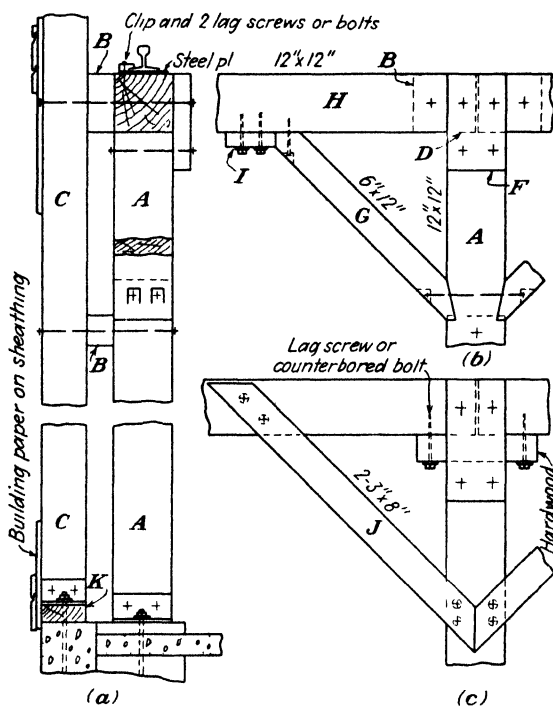 Clip and 2 lag screws or bolts
B
Steel pl
C
A
B
Building paper on sheathing
C
A
K
(a)
12"x12"
B
H
D
I
F
6"x12"
12"x12"
G
A
(b)
Lag screw or
counterbored bolt
2-3"x8"
J
Hardwood
(c)